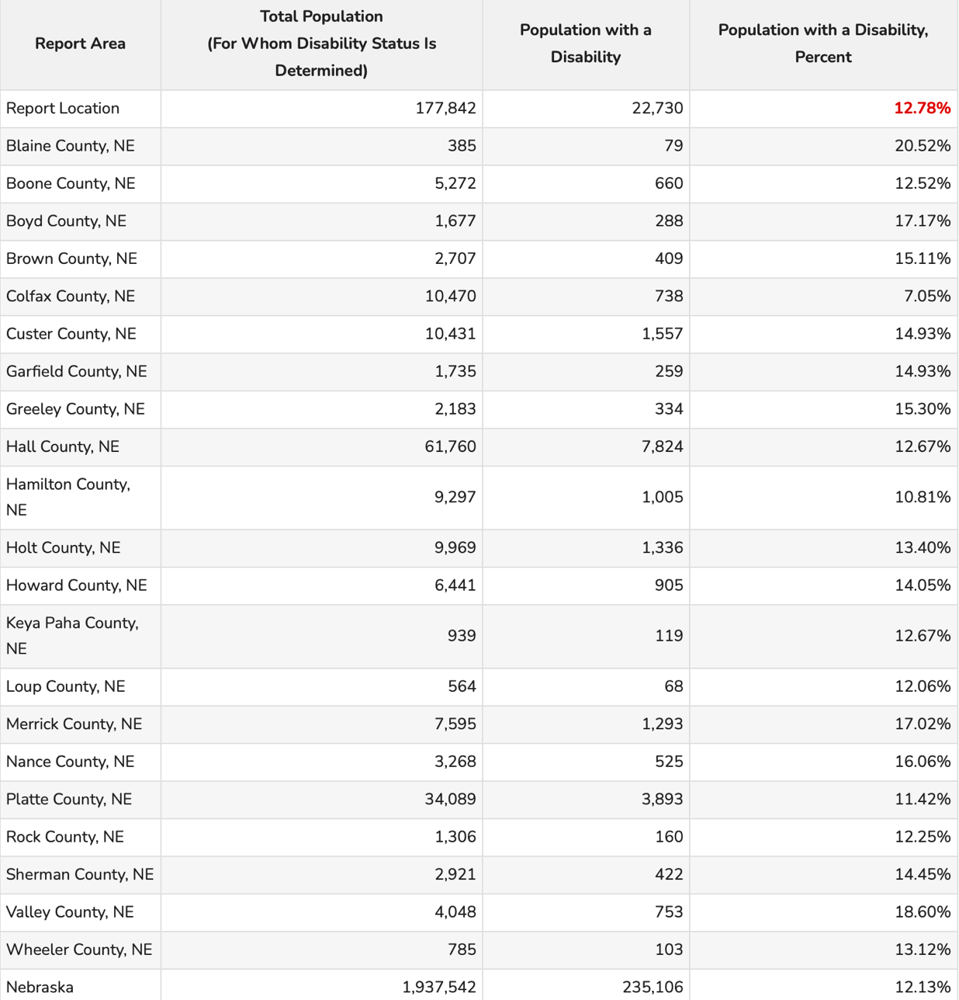 Report Area
Total Population
(For Whom Disability Status Is
Determined)
Population with a
Disability
Population with a Disability,
Percent
Report Location 177,842 22,730 12.78%
Blaine County, NE 385 79 20.52%
Boone County, NE 5,272 660 12.52%
Boyd County, NE 1,677 288 17.17%
Brown County, NE 2,707 409 15.11%
Colfax County, NE 10,470 738 7.05%
Custer County, NE 10,431 1,557 14.93%
Garfield County, NE 1,735 259 14.93%
Greeley County, NE 2,183 334 15.30%
Hall County, NE 61,760 7,824 12.67%
Hamilton County,
NE 9,297 1,005 10.81%
Holt County, NE 9,969 1,336 13.40%
Howard County, NE 6,441 905 14.05%
Keya Paha County,
NE 939 119 12.67%
Loup County, NE 564 68 12.06%
Merrick County, NE 7,595 1,293 17.02%
Nance County, NE 3,268 525 16.06%
Platte County, NE 34,089 3,893 11.42%
Rock County, NE 1,306 160 12.25%
Sherman County, NE 2,921 422 14.45%
Valley County, NE 4,048 753 18.60%
Wheeler County, NE 785 103 13.12%
Nebraska 1,937,542 235,106 12.13%